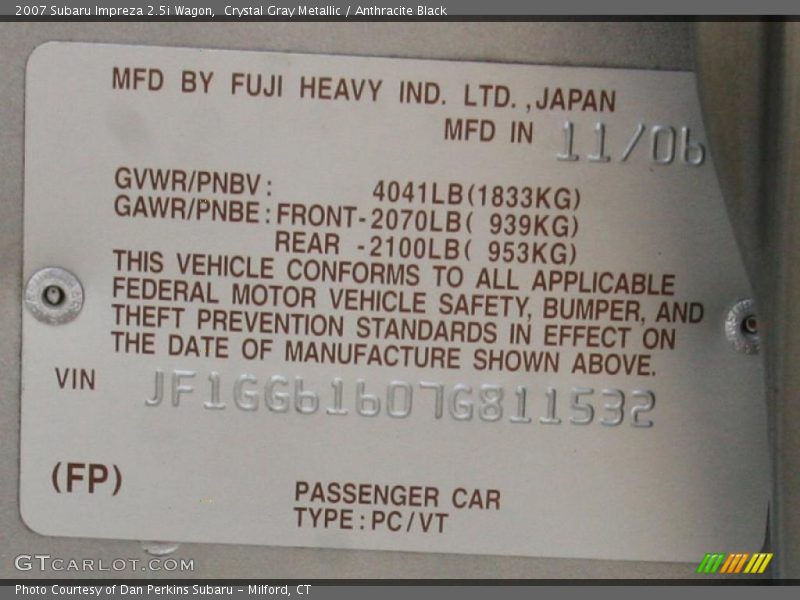 2007 Subaru Impreza 2.5i Wagon,  Crystal Gray Metallic / Anthracite Black
MFD BY FUJI HEAVY IND. LTD.,JAPAN
MFD IN 11/06
GVWR/PNBV: 4041LB(1833KG)
GAWR/PNBE:FRONT-2070LB( 939KG)
REAR -2100LB( 953KG)
THIS VEHICLE CONFORMS TO ALL APPLICABLE
FEDERAL MOTOR VEHICLE SAFETY, BUMPER, AND
THEFT PREVENTION STANDARDS IN EFFECT ON
THE DATE OF MANUFACTURE SHOWN ABOVE.
VIN JF1GG61607G811532
(FP)
PASSENGER CAR
TYPE:PC/VT
GTCARLOT.COM
Photo Courtesy of Dan Perkins Subaru - Milford, CT